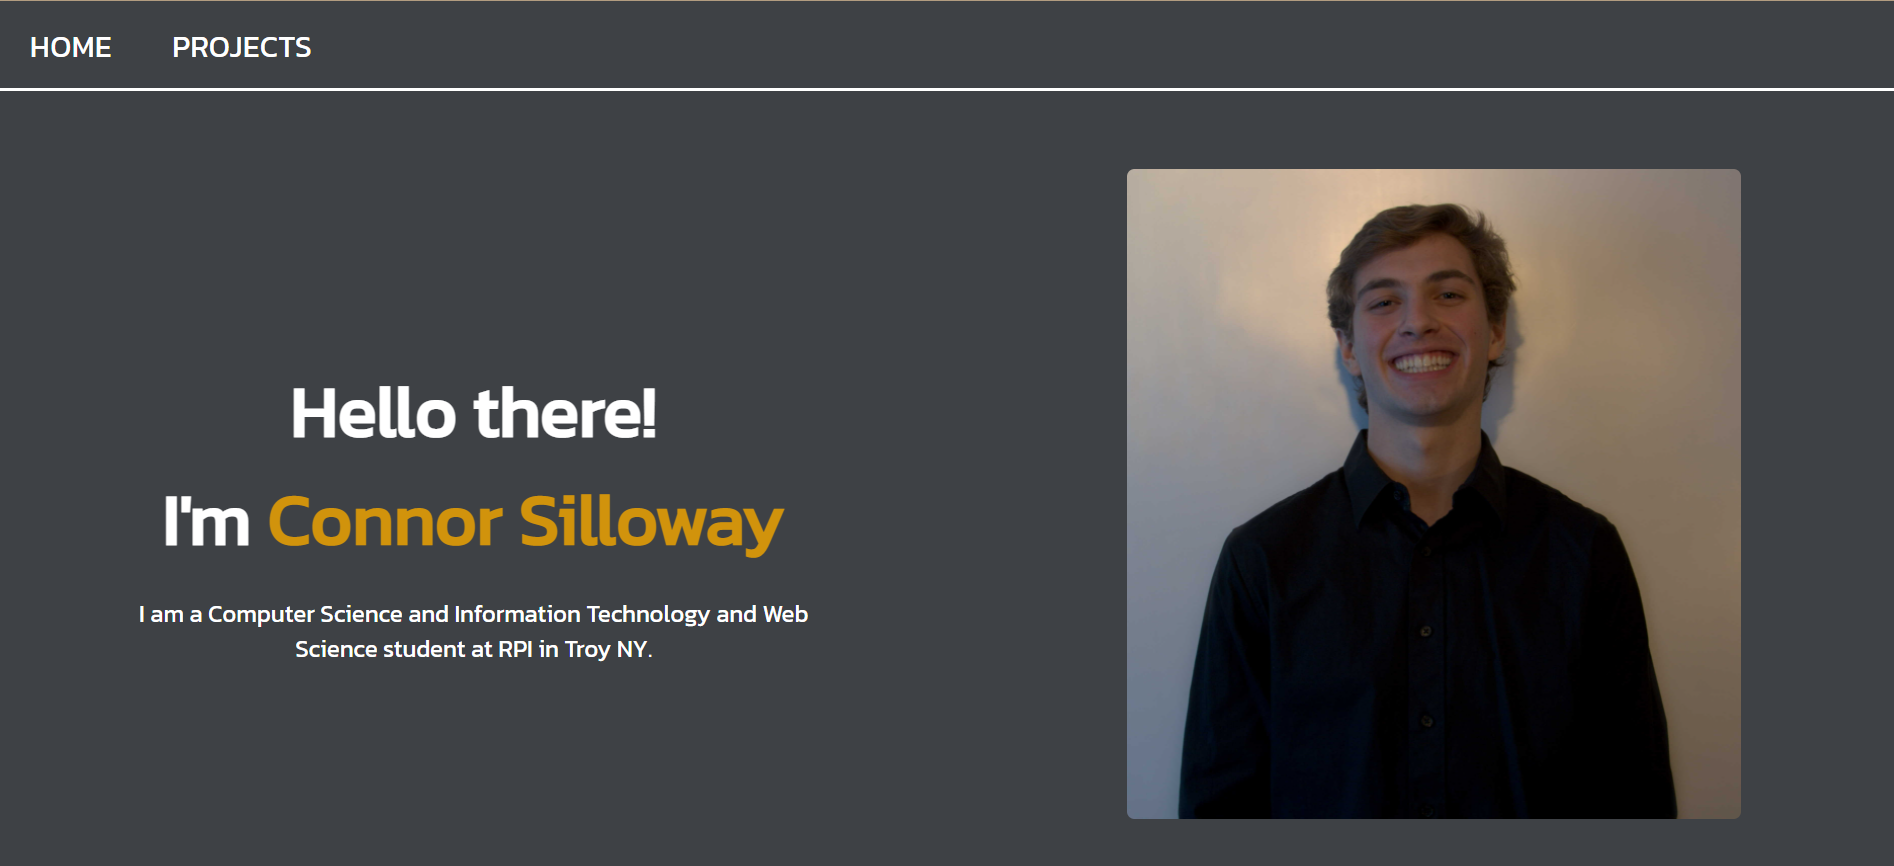 HOME PROJECTS
Hello there!
I'm Connor Silloway
I am a Computer Science and Information Technology and Web
Science student at RPI in Troy NY.